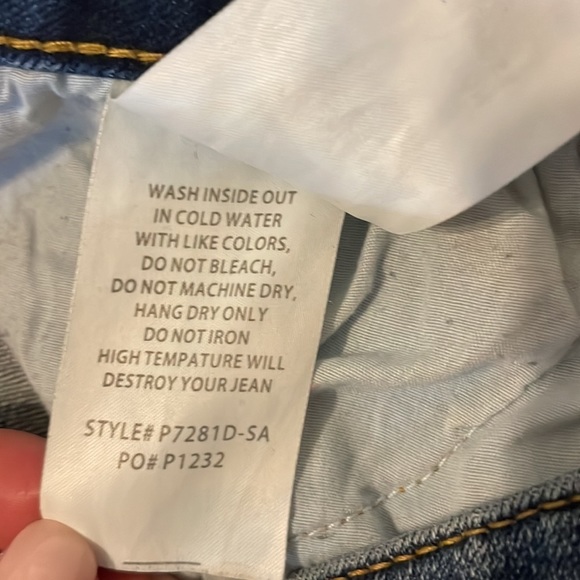 WASH INSIDE OUT
IN COLD WATER
WITH LIKE COLORS,
DO NOT BLEACH,
DO NOT MACHINE DRY,
HANG DRY ONLY
DO NOT IRON
HIGH TEMPATURE WILL
DESTROY YOUR JEAN
STYLE# P7281D-SA
PO# P1232